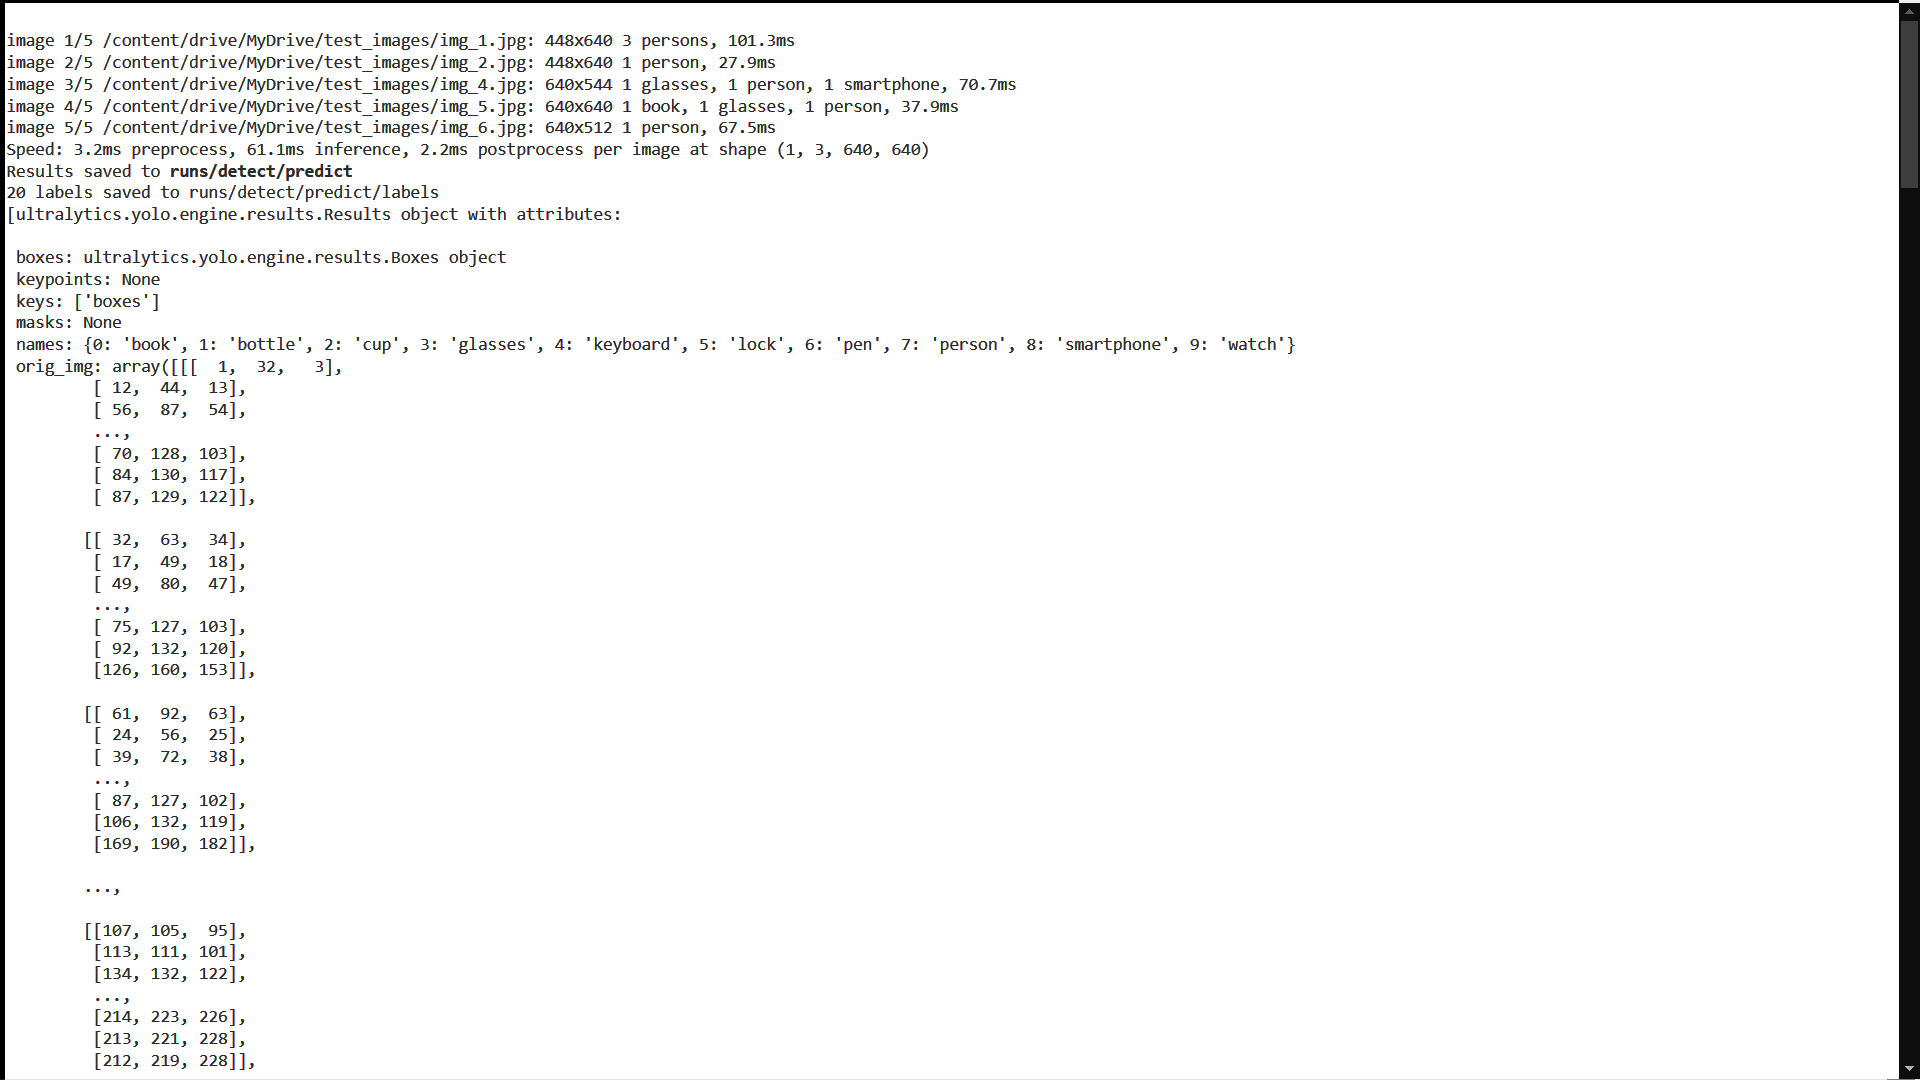 image 1/5 /content/drive/MyDrive/test_images/img_1.jpg: 448x640 3 persons, 101.3ms
image 2/5 /content/drive/MyDrive/test_images/img_2.jpg: 448x640 1 person, 27.9ms
image 3/5 /content/drive/MyDrive/test_images/img_4.jpg: 640x544 1 glasses, 1 person, 1 smartphone, 70.7ms
image 4/5 /content/drive/MyDrive/test_images/img_5.jpg: 640x640 1 book, 1 glasses, 1 person, 37.9ms
image 5/5 /content/drive/MyDrive/test_images/img_6.jpg: 640x512 1 person, 67.5ms
Speed: 3.2ms preprocess, 61.1ms inference, 2.2ms postprocess per image at shape (1, 3, 640, 640)
Results saved to runs/detect/predict
20 labels saved to runs/detect/predict/labels
[ultralytics.yolo.engine.results.Results object with attributes:

 boxes: ultralytics.yolo.engine.results.Boxes object
 keypoints: None
 keys: ['boxes']
 masks: None
 names: {0: 'book', 1: 'bottle', 2: 'cup', 3: 'glasses', 4: 'keyboard', 5: 'lock', 6: 'pen', 7: 'person', 8: 'smartphone', 9: 'watch'}
 orig_img: array([[[  1,  32,   3],
         [ 12,  44,  13],
         [ 56,  87,  54],
         ...,
         [ 70, 128, 103],
         [ 84, 130, 117],
         [ 87, 129, 122]],

        [[ 32,  63,  34],
         [ 17,  49,  18],
         [ 49,  80,  47],
         ...,
         [ 75, 127, 103],
         [ 92, 132, 120],
         [126, 160, 153]],

        [[ 61,  92,  63],
         [ 24,  56,  25],
         [ 39,  72,  38],
         ...,
         [ 87, 127, 102],
         [106, 132, 119],
         [169, 190, 182]],

        ...,

        [[107, 105,  95],
         [113, 111, 101],
         [134, 132, 122],
         ...,
         [214, 223, 226],
         [213, 221, 228],
         [212, 219, 228]],